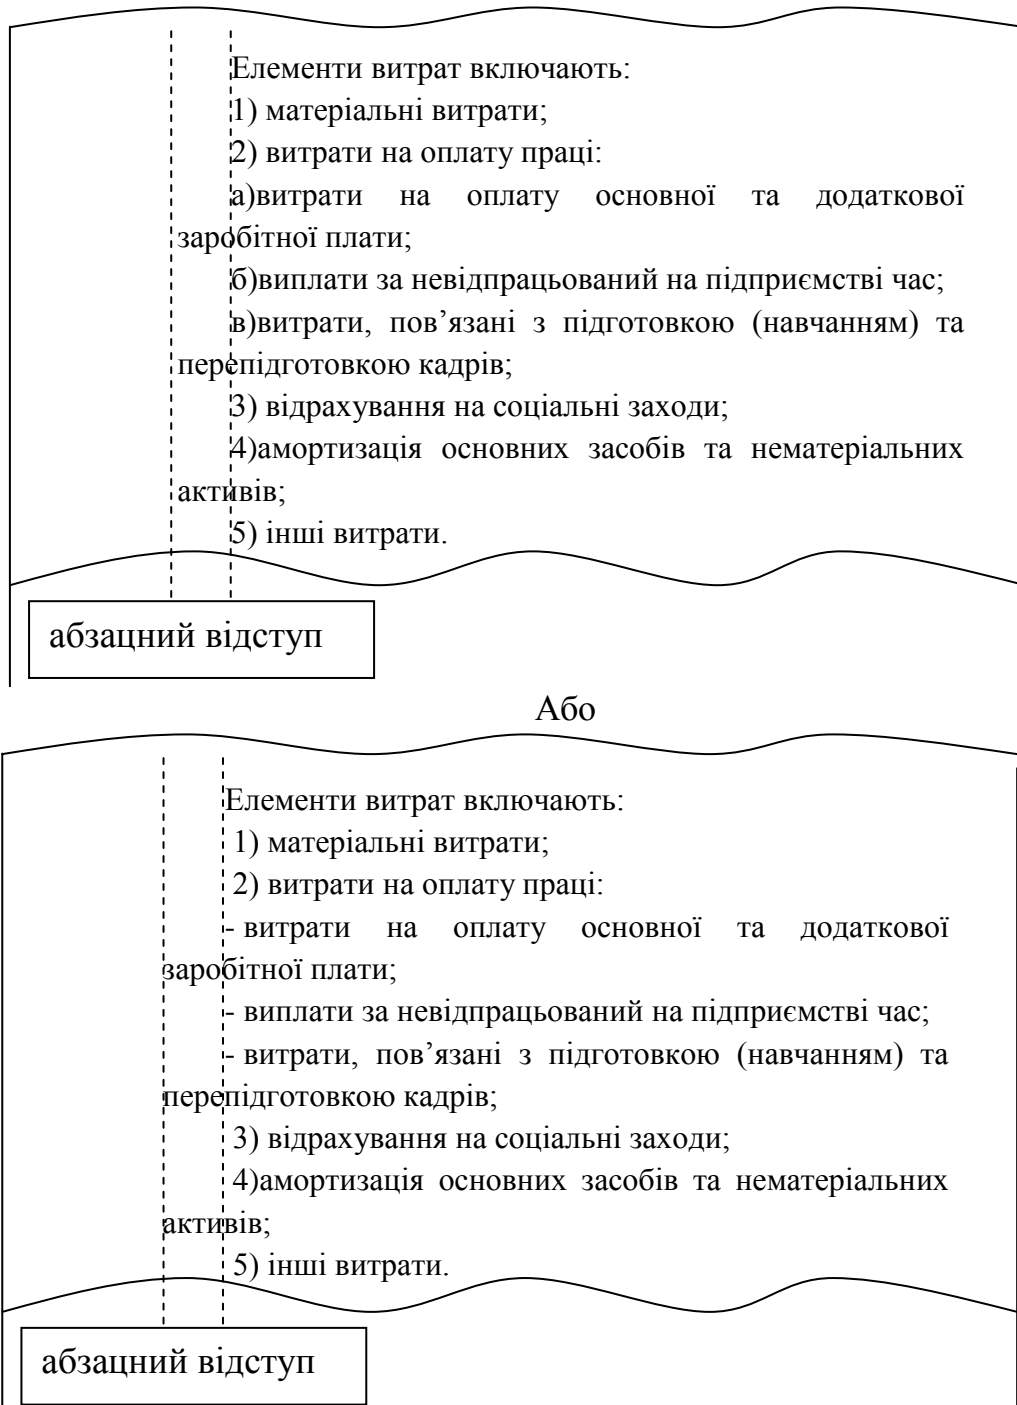 Елементи витрат включають:
1) матеріальні витрати;
2) витрати на оплату праці:
а)витрати на оплату основної та додаткової
заробітної плати;
б)виплати за невідпрацьований на підприємстві час;
в)витрати, пов’язані з підготовкою (навчанням) та
перепідготовкою кадрів;
3) відрахування на соціальні заходи;
4)амортизація основних засобів та нематеріальних
активів;
5) інші витрати.
абзацний відступ
Або
Елементи витрат включають:
1) матеріальні витрати;
2) витрати на оплату праці:
- витрати на оплату основної та додаткової
заробітної плати;
- виплати за невідпрацьований на підприємстві час;
- витрати, пов’язані з підготовкою (навчанням) та
перепідготовкою кадрів;
3) відрахування на соціальні заходи;
4)амортизація основних засобів та нематеріальних
активів;
5) інші витрати.
абзацний відступ